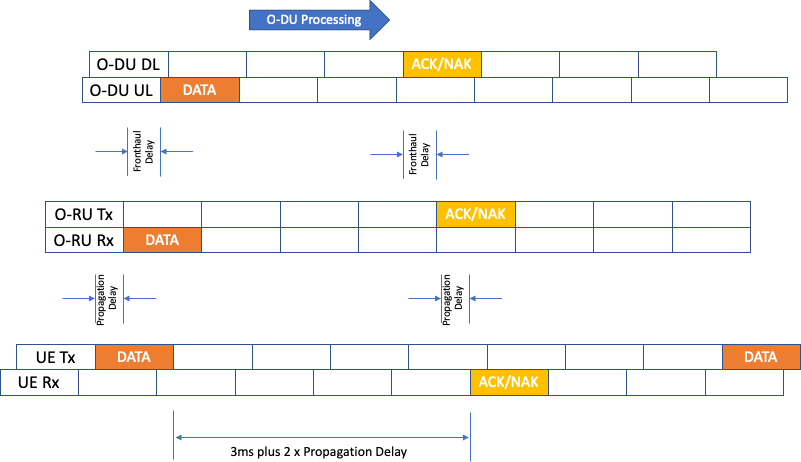 O-DU Processing
O-DU DL ACK/NAK
O-DU UL DATA
Fronthaul
Delay
Fronthaul
Delay
O-RU Tx ACK/NAK
O-RU Rx DATA
Propagation
Delay
Propagation
Delay
UE Tx DATA DATA
UE Rx ACK/NAK
3ms plus 2 x Propagation Delay